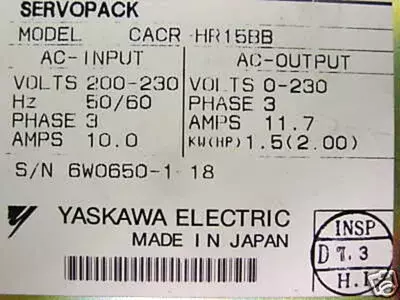 SERVOPACK
MODEL CACR-HR15BB
AC-INPUT AC-OUTPUT
VOLTS 200-230 VOLTS 0-230
Hz 50/60 PHASE 3
PHASE 3 AMPS 11.7
AMPS 10.0 KW(HP) 1.5(2.00)
S/N 6W0650-1 18
YASKAWA ELECTRIC
MADE IN JAPAN
INSP
D 7.3
H.I